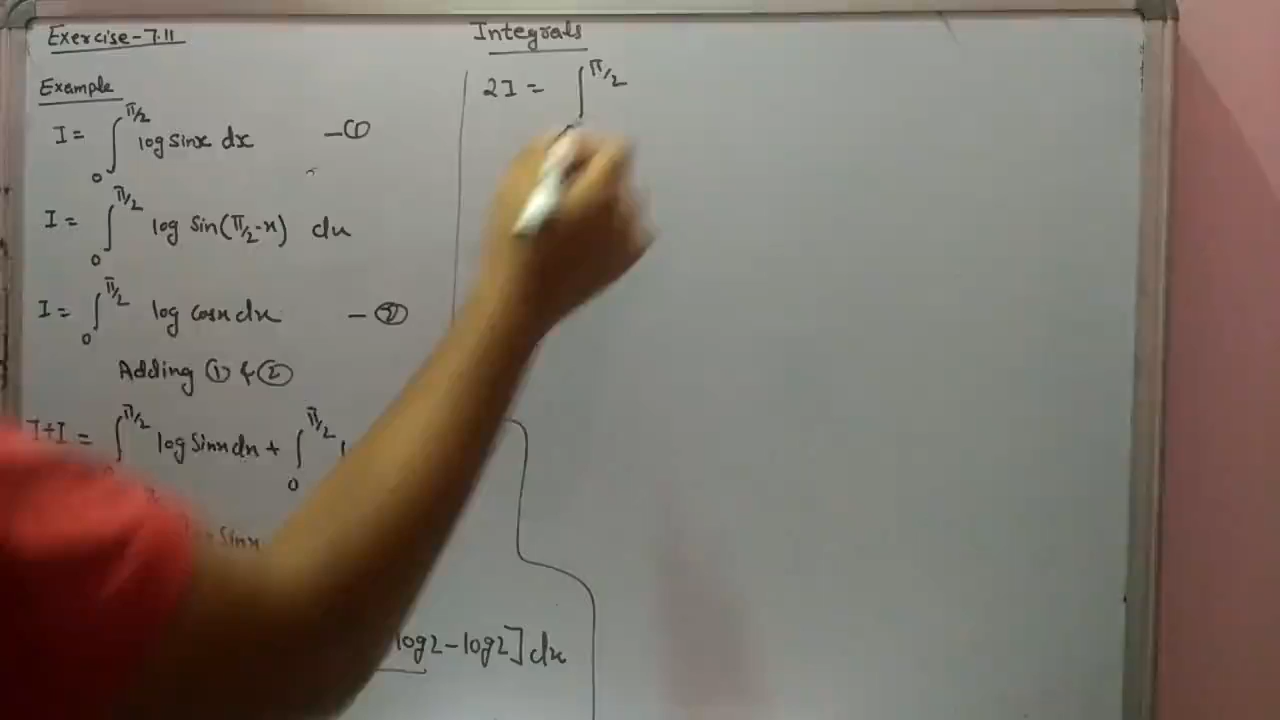 Exercise-7.11
Integrals
Example
I = ∫₀^{π/2} log sinx dx —①
I = ∫₀^{π/2} log sin(π/2-x) dx
I = ∫₀^{π/2} log cosx dx —②
Adding ① & ②
I+I = ∫^{π/2} log sinx dx + ∫₀^{π/2}
sinx
log2-log2] dx
2I = ∫^{π/2}